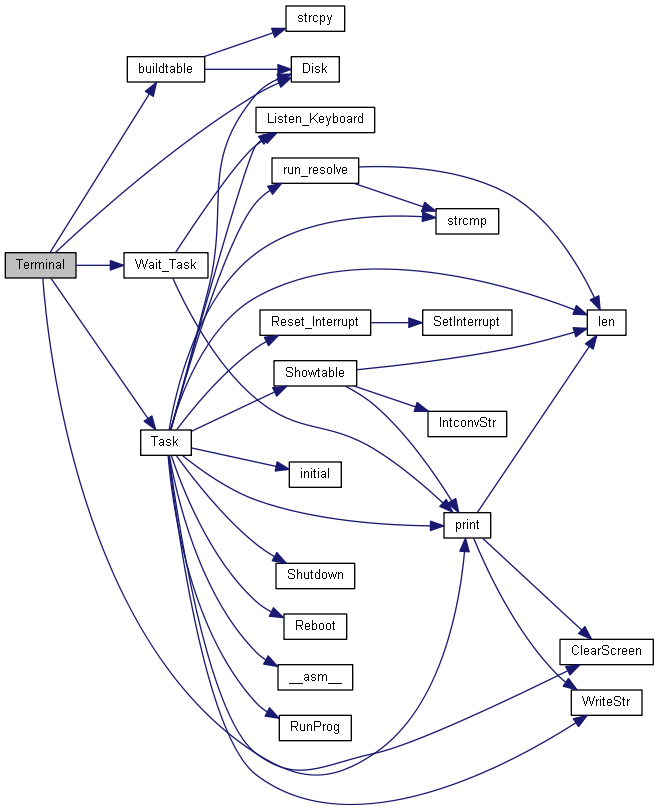 strcpy
buildtable
Disk
Listen_Keyboard
run_resolve
strcmp
Terminal
Wait_Task
Reset_Interrupt
SetInterrupt
len
Showtable
IntconvStr
Task
initial
print
Shutdown
Reboot
ClearScreen
__asm__
WriteStr
RunProg